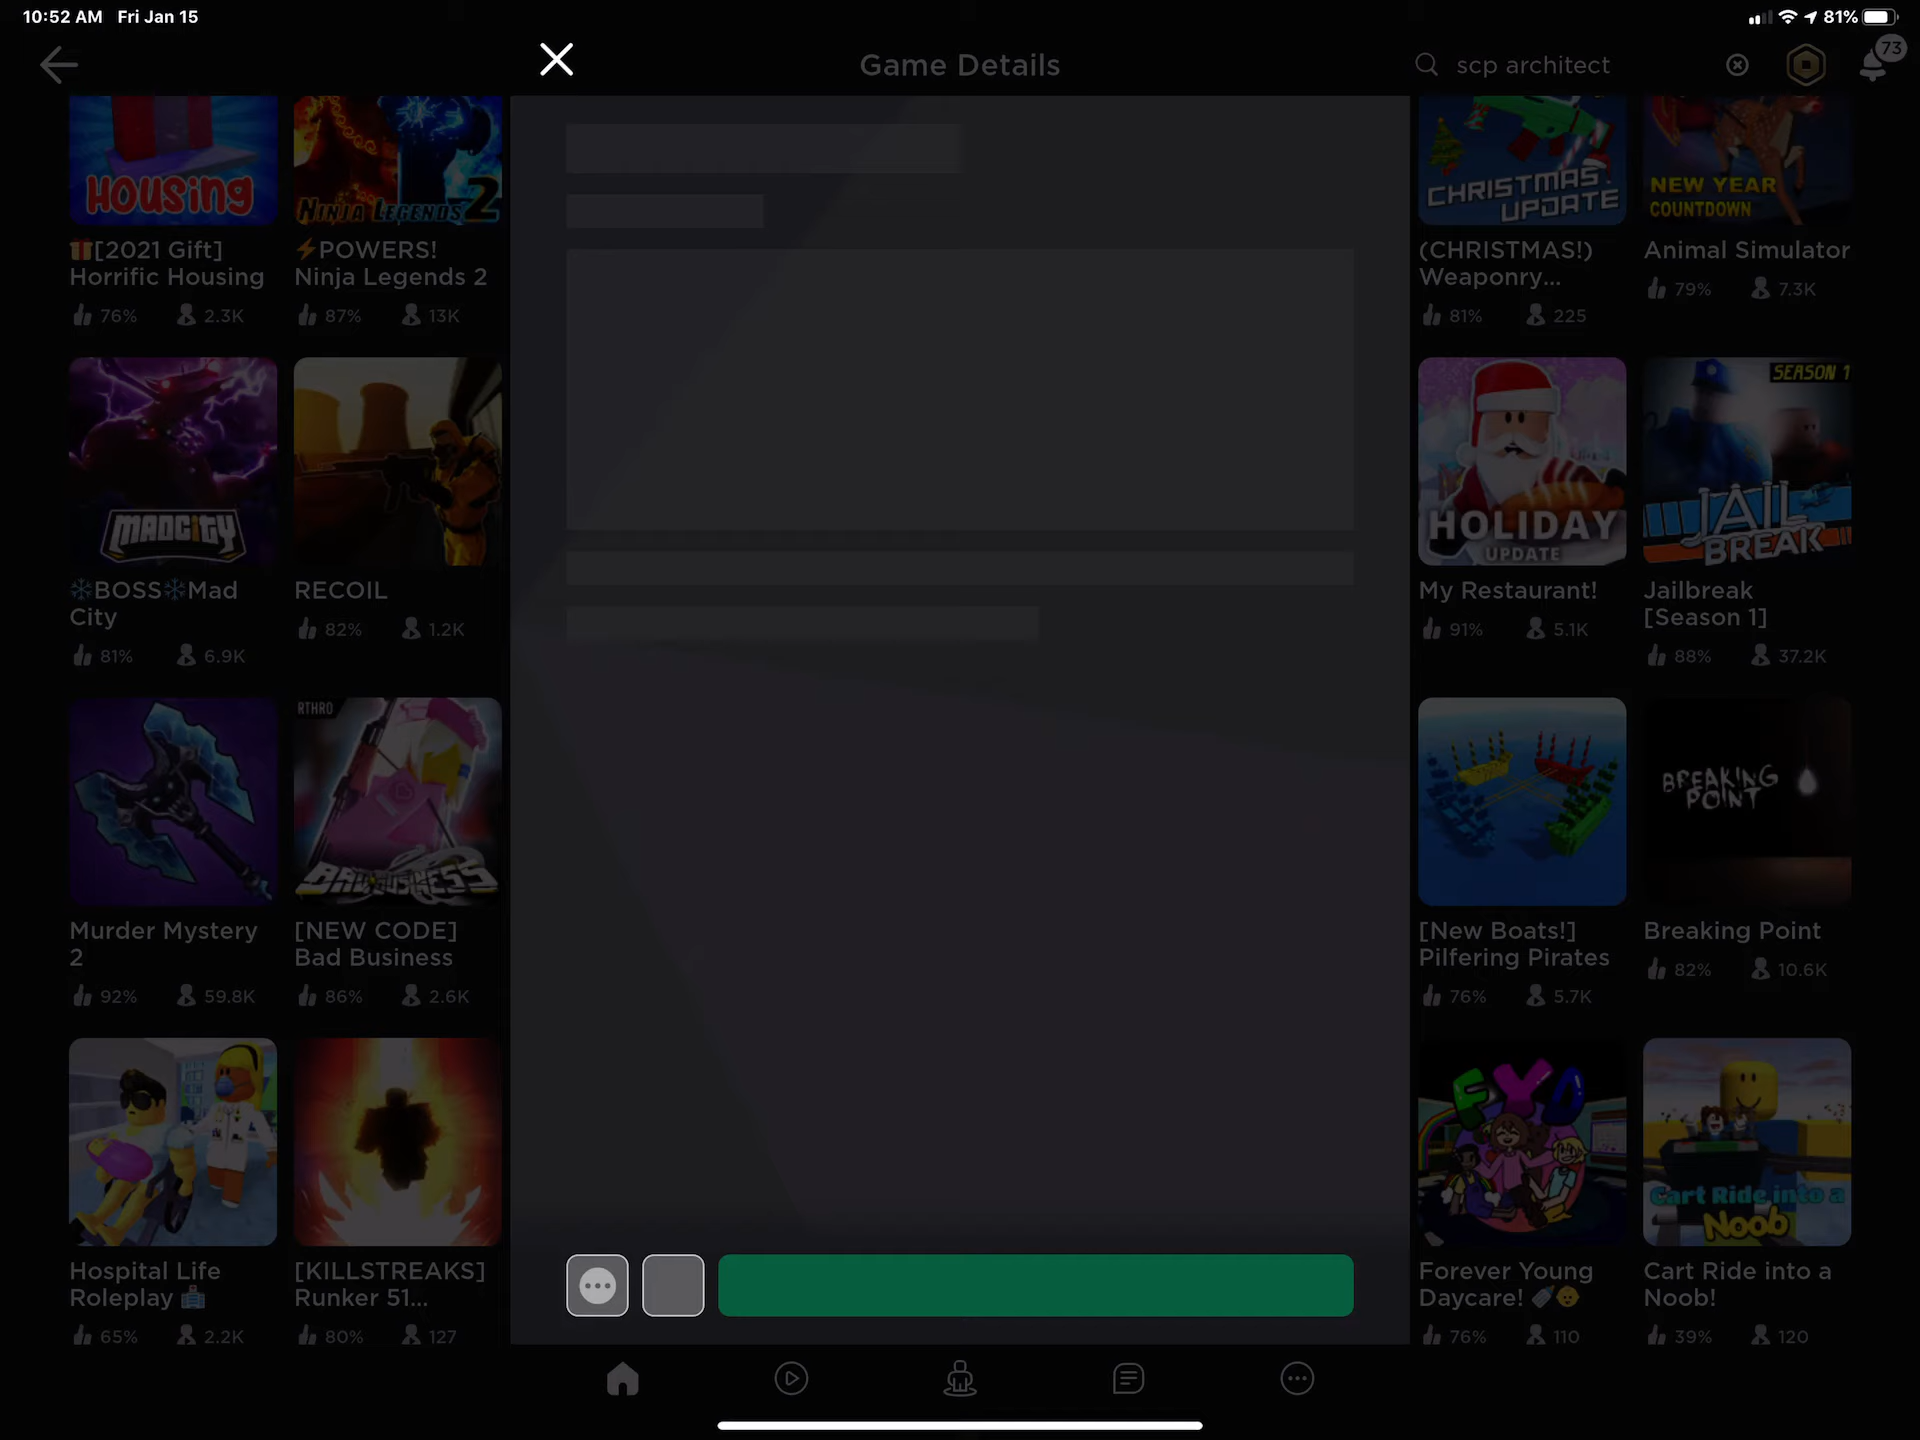 10:52 AM Fri Jan 15
81%
Game Details
scp architect
73
HOUSING
NINJA LEGENDS 2
CHRISTMAS UPDATE
NEW YEAR COUNTDOWN
🎁[2021 Gift] Horrific Housing
76% 2.3K
⚡POWERS! Ninja Legends 2
87% 13K
(CHRISTMAS!) Weaponry...
81% 225
Animal Simulator
79% 7.3K
MADCITY
HOLIDAY UPDATE
SEASON 1
JAIL BREAK
❄BOSS❄Mad City
81% 6.9K
RECOIL
82% 1.2K
My Restaurant!
91% 5.1K
Jailbreak [Season 1]
88% 37.2K
RTHRO
BAD BUSINESS
BREAKING POINT
Murder Mystery 2
92% 59.8K
[NEW CODE] Bad Business
86% 2.6K
[New Boats!] Pilfering Pirates
76% 5.7K
Breaking Point
82% 10.6K
FYD
Cart Ride into a Noob
Hospital Life Roleplay 🏥
65% 2.2K
[KILLSTREAKS] Runker 51...
80% 127
Forever Young Daycare! 🍼👶
76% 110
Cart Ride into a Noob!
39% 120